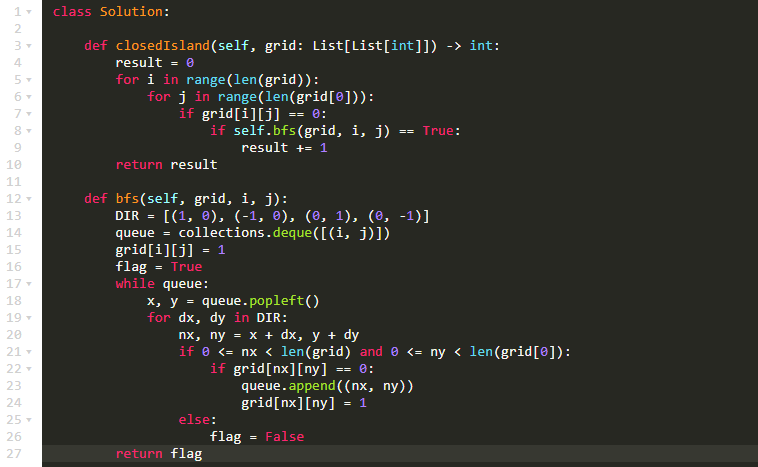 1 class Solution:
2
3     def closedIsland(self, grid: List[List[int]]) -> int:
4         result = 0
5         for i in range(len(grid)):
6             for j in range(len(grid[0])):
7                 if grid[i][j] == 0:
8                     if self.bfs(grid, i, j) == True:
9                         result += 1
10         return result
11
12     def bfs(self, grid, i, j):
13         DIR = [(1, 0), (-1, 0), (0, 1), (0, -1)]
14         queue = collections.deque([(i, j)])
15         grid[i][j] = 1
16         flag = True
17         while queue:
18             x, y = queue.popleft()
19             for dx, dy in DIR:
20                 nx, ny = x + dx, y + dy
21                 if 0 <= nx < len(grid) and 0 <= ny < len(grid[0]):
22                     if grid[nx][ny] == 0:
23                         queue.append((nx, ny))
24                         grid[nx][ny] = 1
25                 else:
26                     flag = False
27         return flag